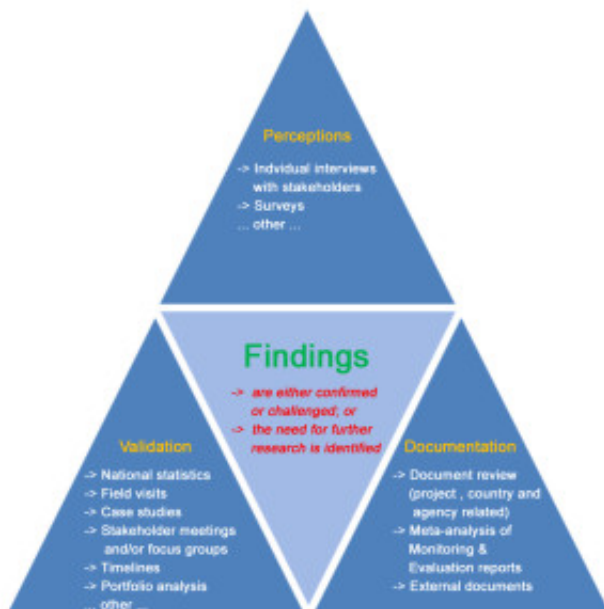 Perceptions
-> Indvidual interviews
with stakeholders
-> Surveys
... other ...
Findings
-> are either confirmed
or challenged; or
-> the need for further
research is identified
Validation
-> National statistics
-> Field visits
-> Case studies
-> Stakeholder meetings
and/or focus groups
-> Timelines
-> Portfolio analysis
... other ...
Documentation
-> Document review
(project , country and
agency related)
-> Meta-analysis of
Monitoring &
Evaluation reports
-> External documents